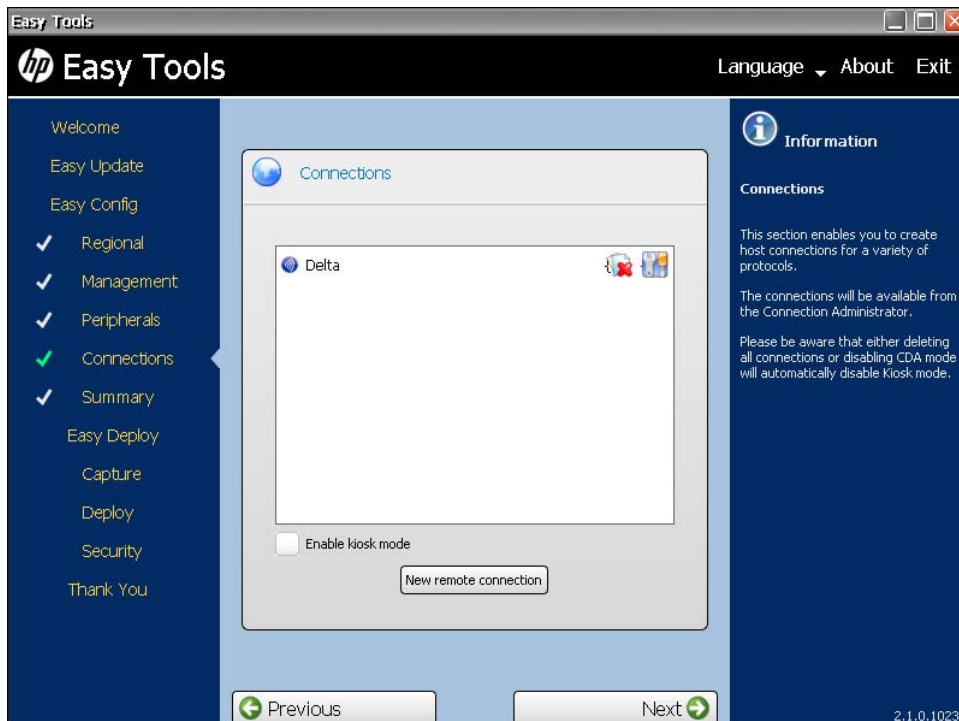 Easy Tools
hp Easy Tools
Language About Exit
Welcome
Easy Update
Easy Config
Regional
Management
Peripherals
Connections
Summary
Easy Deploy
Capture
Deploy
Security
Thank You
Connections
Delta
Enable kiosk mode
New remote connection
Previous
Next
Information
Connections
This section enables you to create
host connections for a variety of
protocols.
The connections will be available from
the Connection Administrator.
Please be aware that either deleting
all connections or disabling CDA mode
will automatically disable Kiosk mode.
2.1.0.1023